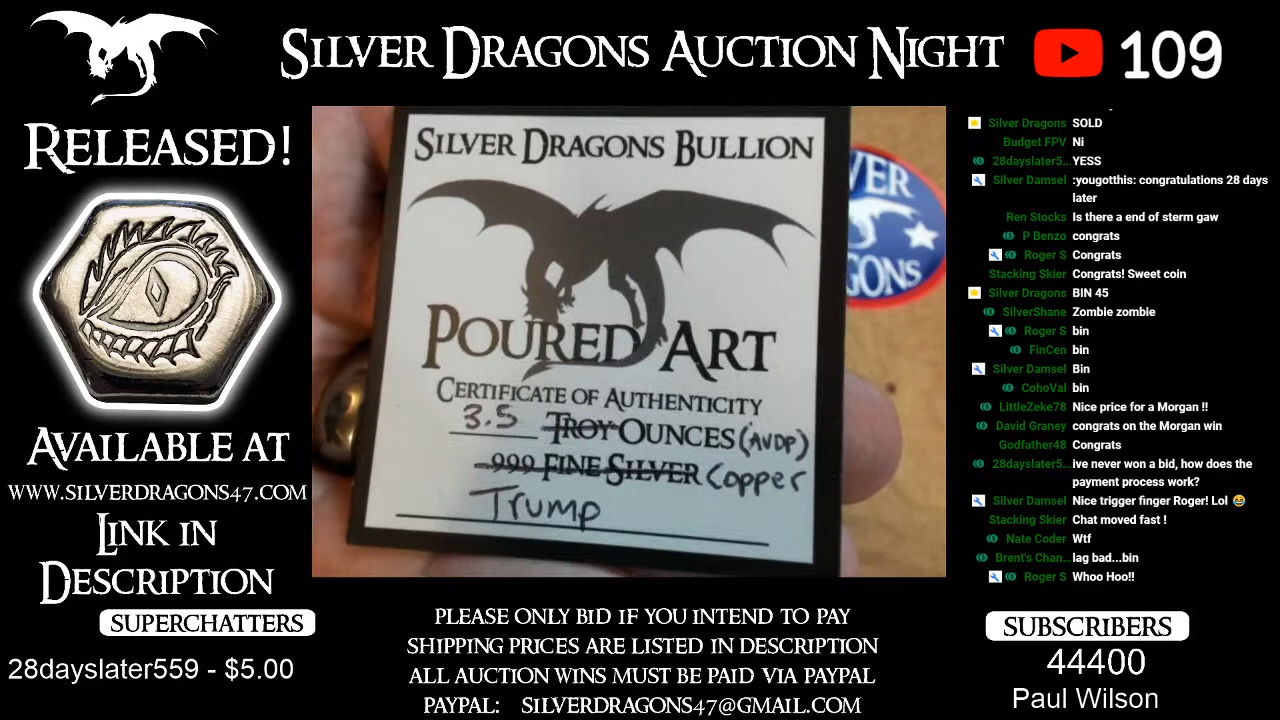 SILVER DRAGONS AUCTION NIGHT
109
RELEASED!
AVAILABLE AT
WWW.SILVERDRAGONS47.COM
LINK IN
DESCRIPTION
SUPERCHATTERS
28dayslater559 - $5.00
SILVER DRAGONS BULLION
POURED ART
CERTIFICATE OF AUTHENTICITY
3.5 TROY OUNCES (AVDP)
.999 FINE SILVER Copper
Trump
VER
GONS
PLEASE ONLY BID IF YOU INTEND TO PAY
SHIPPING PRICES ARE LISTED IN DESCRIPTION
ALL AUCTION WINS MUST BE PAID VIA PAYPAL
PAYPAL: SILVERDRAGONS47@GMAIL.COM
Silver Dragons SOLD
Budget FPV Ni
28dayslater5... YESS
Silver Damsel :yougotthis: congratulations 28 days
later
Ren Stocks Is there a end of sterm gaw
P Benzo congrats
Roger S Congrats
Stacking Skier Congrats! Sweet coin
Silver Dragons BIN 45
SilverShane Zombie zombie
Roger S bin
FinCen bin
Silver Damsel Bin
CohoVal bin
LittleZeke78 Nice price for a Morgan !!
David Graney congrats on the Morgan win
Godfather48 Congrats
28dayslater5... ive never won a bid, how does the
payment process work?
Silver Damsel Nice trigger finger Roger! Lol 😂
Stacking Skier Chat moved fast !
Nate Coder Wtf
Brent's Chan... lag bad...bin
Roger S Whoo Hoo!!
SUBSCRIBERS
44400
Paul Wilson